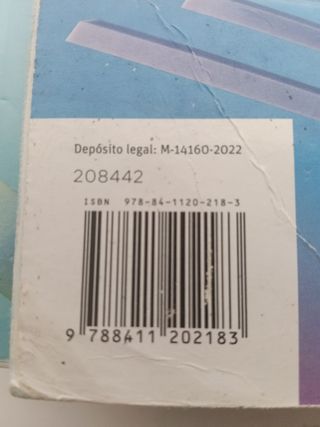 Depósito legal: M-14160-2022
208442
ISBN 978-84-1120-218-3
9 788411 202183